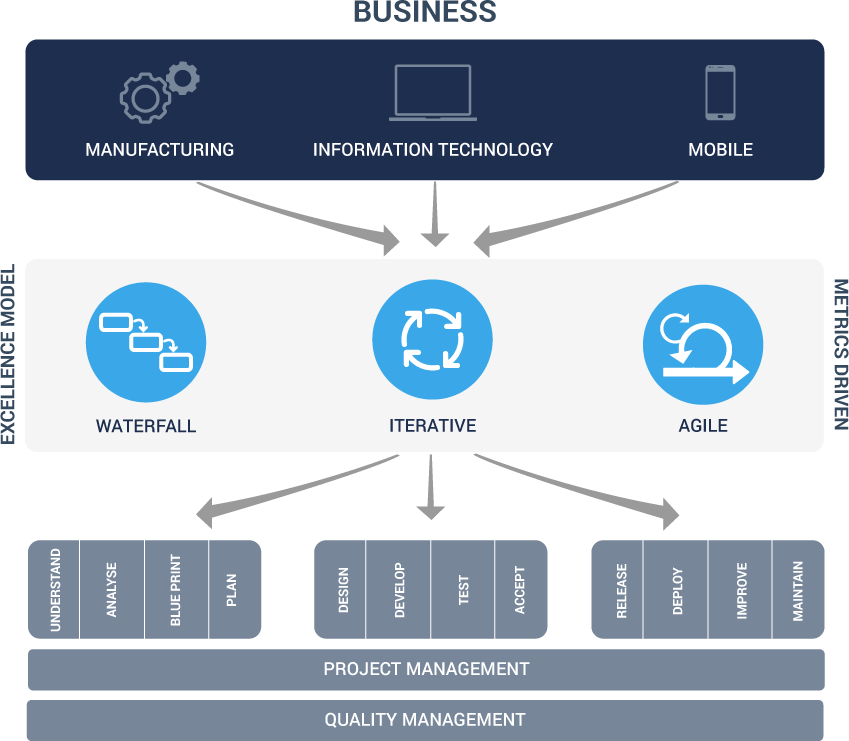 BUSINESS
MANUFACTURING
INFORMATION TECHNOLOGY
MOBILE
EXCELLENCE MODEL
METRICS DRIVEN
WATERFALL
ITERATIVE
AGILE
UNDERSTAND
ANALYSE
BLUE PRINT
PLAN
DESIGN
DEVELOP
TEST
ACCEPT
RELEASE
DEPLOY
IMPROVE
MAINTAIN
PROJECT MANAGEMENT
QUALITY MANAGEMENT